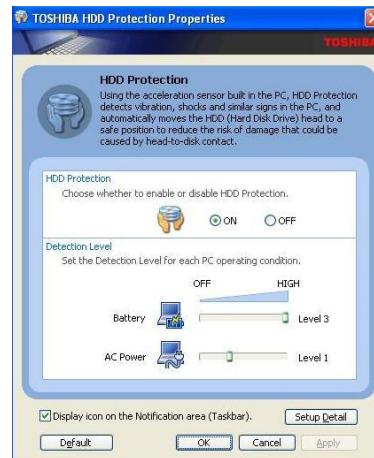 TOSHIBA HDD Protection Properties
TOSHIBA
HDD Protection
Using the acceleration sensor built in the PC, HDD Protection
detects vibration, shocks and similar signs in the PC, and
automatically moves the HDD (Hard Disk Drive) head to a
safe position to reduce the risk of damage that could be
caused by head-to-disk contact.
HDD Protection
Choose whether to enable or disable HDD Protection.
ON OFF
Detection Level
Set the Detection Level for each PC operating condition.
OFF HIGH
Battery Level 3
AC Power Level 1
Display icon on the Notification area (Taskbar). Setup Detail
Default OK Cancel Apply